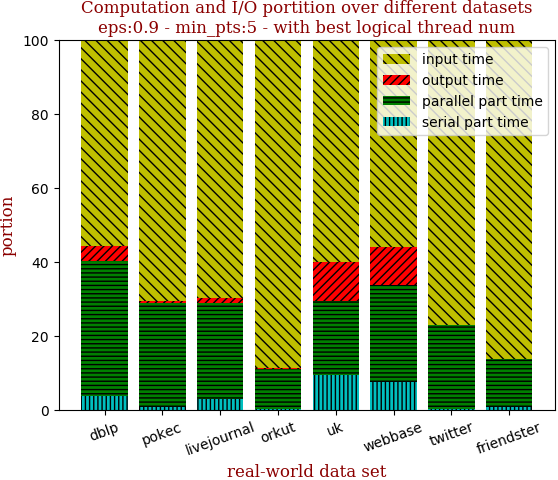 Computation and I/O portion over different datasets
eps:0.9 - min_pts:5 - with best logical thread num
100
80
60
40
20
0
portion
input time
output time
parallel part time
serial part time
dblp
pokec
livejournal
orkut
uk
webbase
twitter
friendster
real-world data set